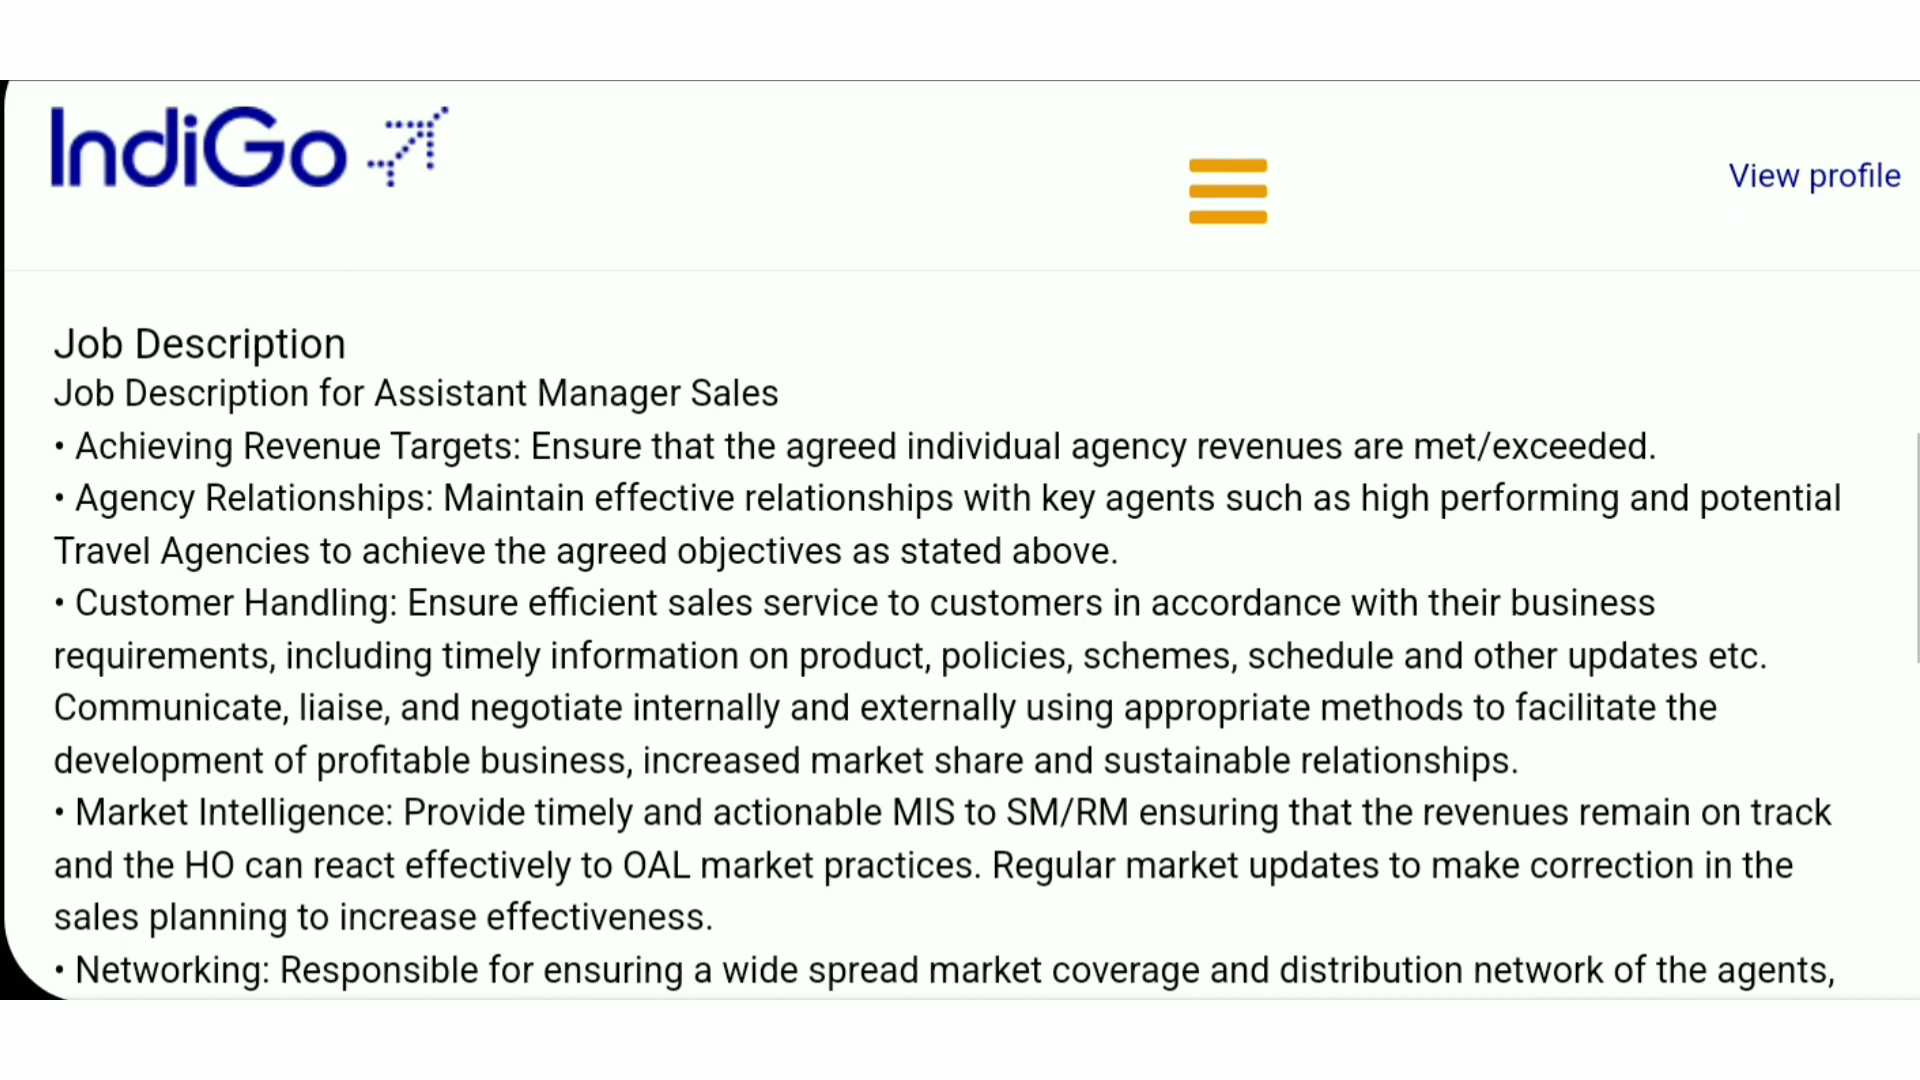 IndiGo
View profile
Job Description
Job Description for Assistant Manager Sales
• Achieving Revenue Targets: Ensure that the agreed individual agency revenues are met/exceeded.
• Agency Relationships: Maintain effective relationships with key agents such as high performing and potential
Travel Agencies to achieve the agreed objectives as stated above.
• Customer Handling: Ensure efficient sales service to customers in accordance with their business
requirements, including timely information on product, policies, schemes, schedule and other updates etc.
Communicate, liaise, and negotiate internally and externally using appropriate methods to facilitate the
development of profitable business, increased market share and sustainable relationships.
• Market Intelligence: Provide timely and actionable MIS to SM/RM ensuring that the revenues remain on track
and the HO can react effectively to OAL market practices. Regular market updates to make correction in the
sales planning to increase effectiveness.
• Networking: Responsible for ensuring a wide spread market coverage and distribution network of the agents,